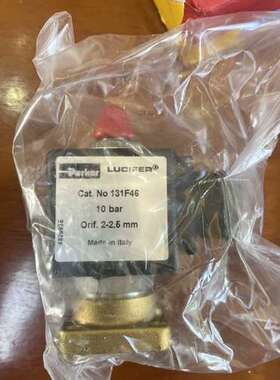 Parker LUCIFER®
Cat. No 131F46
10 bar
Orif. 2-2.5 mm
Made in Italy